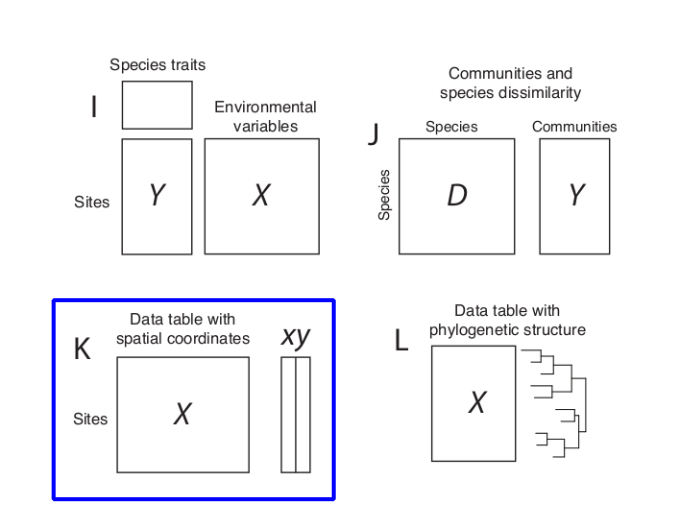 I
Species traits
Environmental
variables
Sites
Y
X
Communities and
species dissimilarity
J
Species
Communities
Species
D
Y
K
Data table with
spatial coordinates
xy
Sites
X
L
Data table with
phylogenetic structure
X